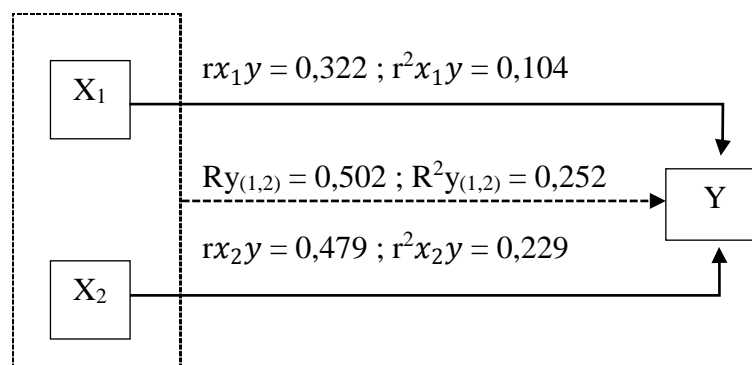 X₁
r𝑥₁𝑦 = 0,322 ; r²𝑥₁𝑦 = 0,104
Ry₍₁,₂₎ = 0,502 ; R²y₍₁,₂₎ = 0,252
Y
r𝑥₂𝑦 = 0,479 ; r²𝑥₂𝑦 = 0,229
X₂